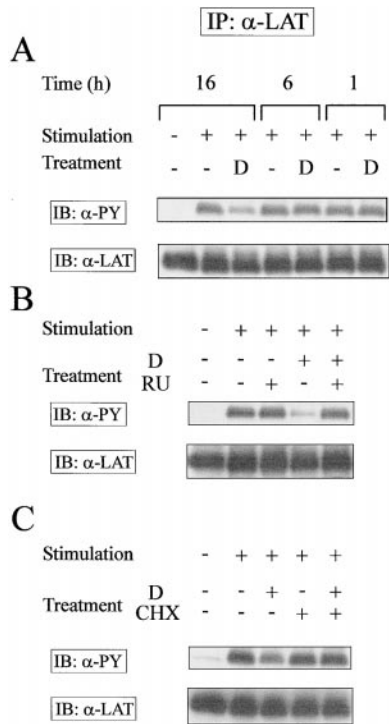 IP: α-LAT
A
Time (h) 16 6 1
Stimulation - + + + + + +
Treatment - - D - D - D
IB: α-PY
IB: α-LAT
B
Stimulation - + + + +
D - - - + +
Treatment
RU - - + - +
IB: α-PY
IB: α-LAT
C
Stimulation - + + + +
D - - + - +
Treatment
CHX - - - + +
IB: α-PY
IB: α-LAT